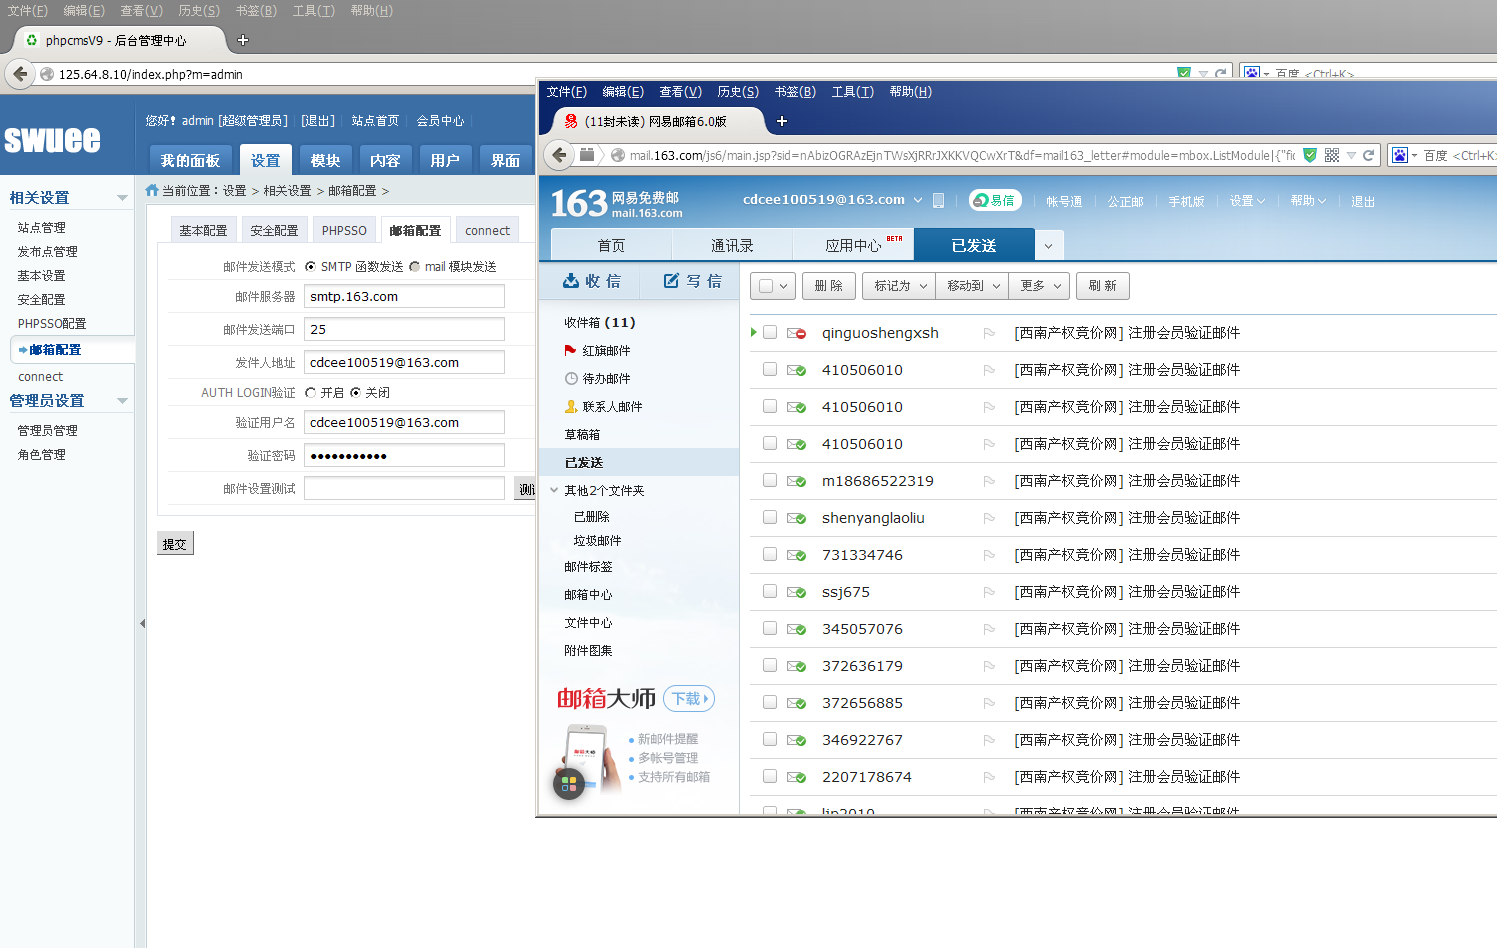 文件(F) 编辑(E) 查看(V) 历史(S) 书签(B) 工具(T) 帮助(H)
phpcmsV9 - 后台管理中心
125.64.8.10/index.php?m=admin
百度 <Ctrl+K>
swuee
您好！admin [超级管理员] [退出] 站点首页 会员中心
我的面板 设置 模块 内容 用户 界面
当前位置：设置 > 相关设置 > 邮箱配置 >
相关设置
站点管理
发布点管理
基本设置
安全配置
PHPSSO配置
邮箱配置
connect
管理员设置
管理员管理
角色管理
基本配置 安全配置 PHPSSO 邮箱配置 connect
邮件发送模式 SMTP 函数发送 mail 模块发送
邮件服务器 smtp.163.com
邮件发送端口 25
发件人地址 cdcee100519@163.com
AUTH LOGIN验证 开启 关闭
验证用户名 cdcee100519@163.com
验证密码 ●●●●●●●●●●●
邮件设置测试
提交
文件(F) 编辑(E) 查看(V) 历史(S) 书签(B) 工具(T) 帮助(H)
(11封未读) 网易邮箱6.0版
mail.163.com/js6/main.jsp?sid=nAbizOGRAzEjnTWsXjRRrJXKKVQCwXrT&df=mail163_letter#module=mbox.ListModule|{"fid
百度 <Ctrl+K>
163 网易免费邮
mail.163.com
cdcee100519@163.com 易信 帐号通 公正邮 手机版 设置 帮助 退出
首页 通讯录 应用中心 BETA 已发送
收 信 写 信
删 除 标记为 移动到 更多 刷 新
收件箱 (11)
红旗邮件
待办邮件
联系人邮件
草稿箱
已发送
其他2个文件夹
已删除
垃圾邮件
邮件标签
邮箱中心
文件中心
附件图集
邮箱大师 下载
新邮件提醒
多帐号管理
支持所有邮箱
邮箱大师
qinguoshengxsh [西南产权竞价网] 注册会员验证邮件
410506010 [西南产权竞价网] 注册会员验证邮件
410506010 [西南产权竞价网] 注册会员验证邮件
410506010 [西南产权竞价网] 注册会员验证邮件
m18686522319 [西南产权竞价网] 注册会员验证邮件
shenyanglaoliu [西南产权竞价网] 注册会员验证邮件
731334746 [西南产权竞价网] 注册会员验证邮件
ssj675 [西南产权竞价网] 注册会员验证邮件
345057076 [西南产权竞价网] 注册会员验证邮件
372636179 [西南产权竞价网] 注册会员验证邮件
372656885 [西南产权竞价网] 注册会员验证邮件
346922767 [西南产权竞价网] 注册会员验证邮件
2207178674 [西南产权竞价网] 注册会员验证邮件
[西南产权竞价网] 注册会员验证邮件